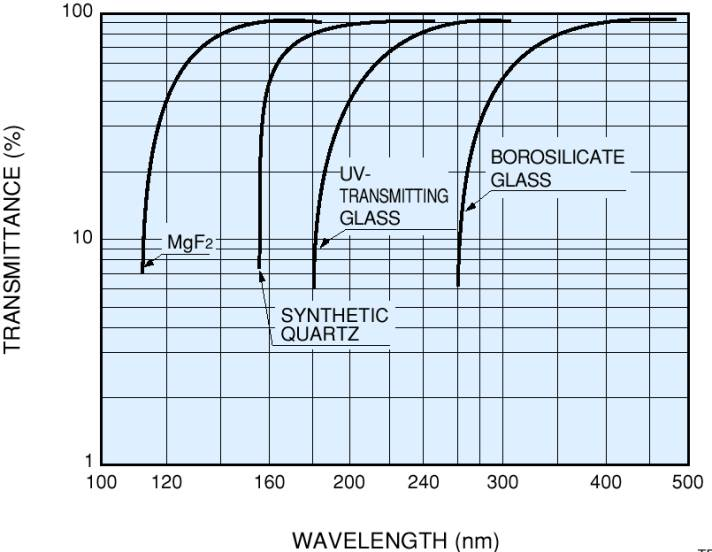 100
10
1
TRANSMITTANCE (%)
MgF2
SYNTHETIC
QUARTZ
UV-
TRANSMITTING
GLASS
BOROSILICATE
GLASS
100 120 160 200 240 300 400 500
WAVELENGTH (nm)